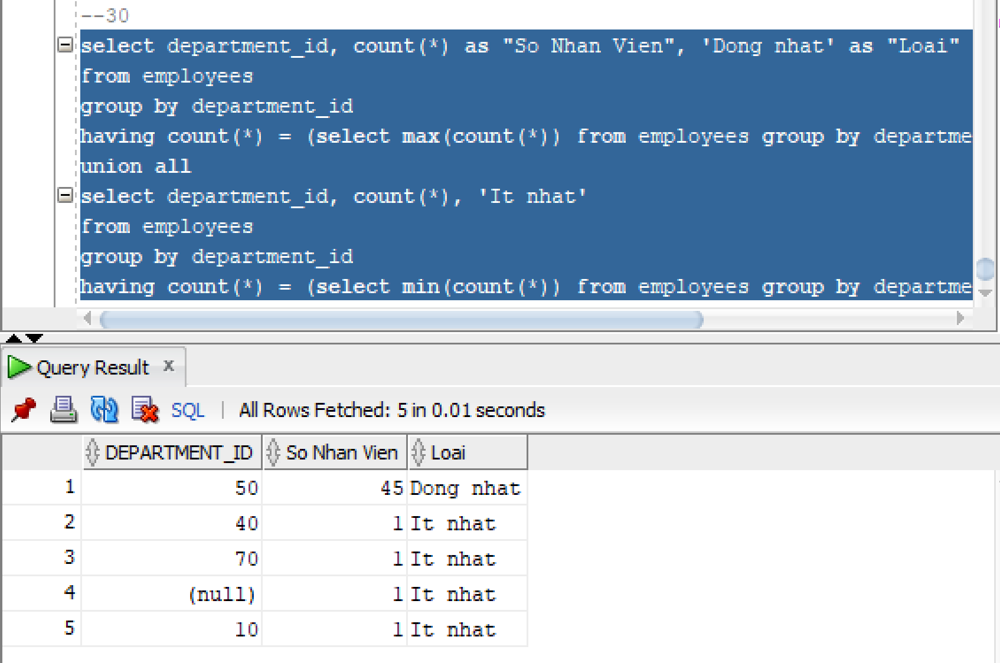 --30
select department_id, count(*) as "So Nhan Vien", 'Dong nhat' as "Loai"
from employees
group by department_id
having count(*) = (select max(count(*)) from employees group by departme
union all
select department_id, count(*), 'It nhat'
from employees
group by department_id
having count(*) = (select min(count(*)) from employees group by departme
Query Result x
SQL | All Rows Fetched: 5 in 0.01 seconds
DEPARTMENT_ID So Nhan Vien Loai
1 50 45 Dong nhat
2 40 1 It nhat
3 70 1 It nhat
4 (null) 1 It nhat
5 10 1 It nhat